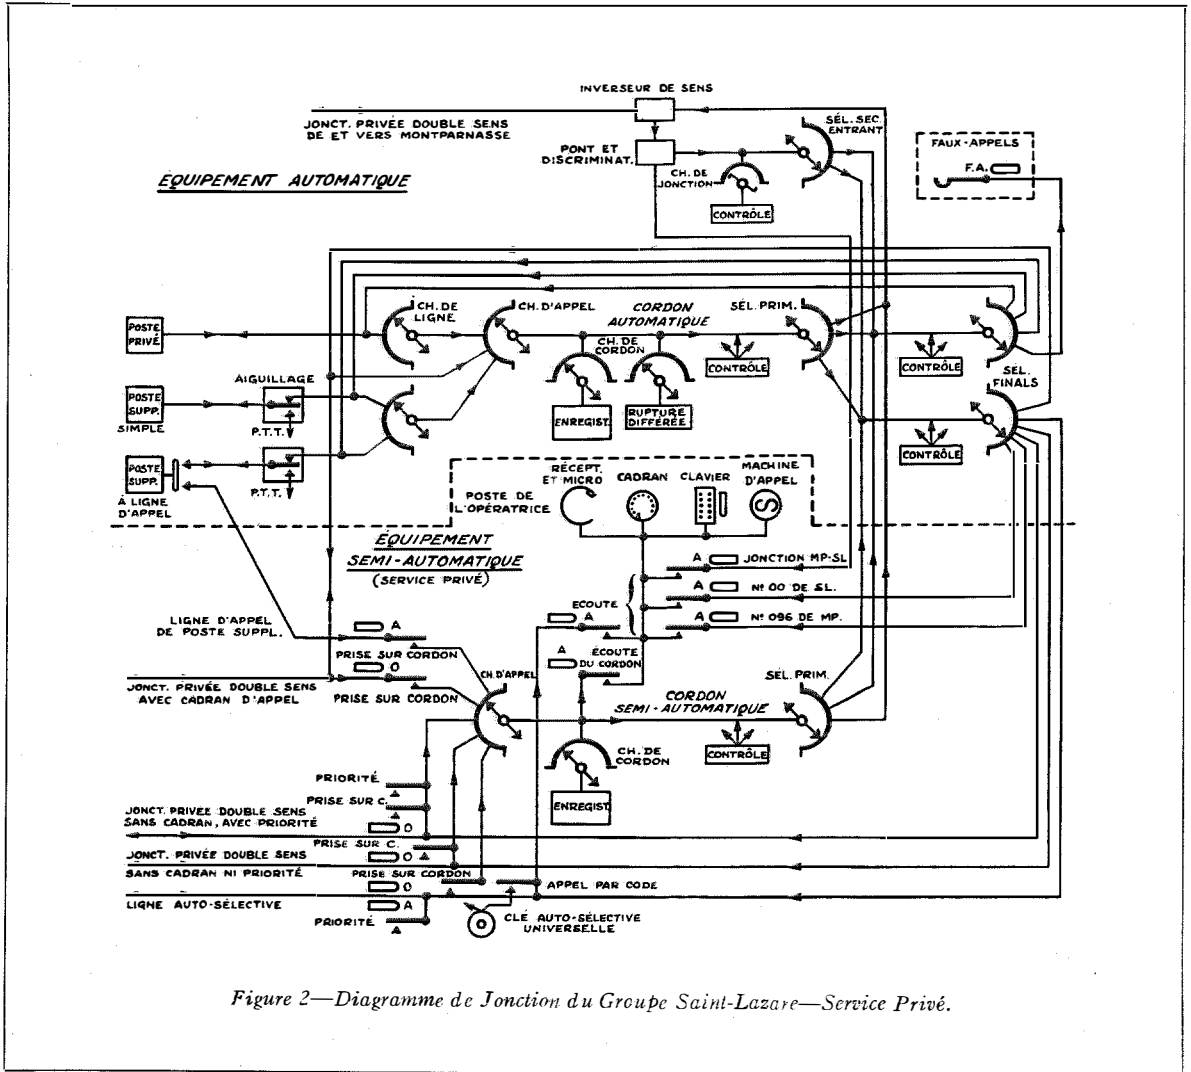 INVERSEUR DE SENS
JONCT. PRIVÉE DOUBLE SENS
DE ET VERS MONTPARNASSE
PONT ET
DISCRIMINAT.
SÉL. SEC.
ENTRANT
FAUX-APPELS
F.A.
CH. DE
JONCTION
CONTRÔLE
ÉQUIPEMENT AUTOMATIQUE
POSTE
PRIVÉ
CH. DE
LIGNE
CH. D'APPEL
CORDON
AUTOMATIQUE
SÉL. PRIM.
CH. DE
CORDON
CONTRÔLE
CONTRÔLE
SÉL.
FINALS
AIGUILLAGE
POSTE
SUPP.
SIMPLE
P.T.T.
ENREGIST.
RUPTURE
DIFFÉRÉE
CONTRÔLE
POSTE
SUPP.
À LIGNE
D'APPEL
P.T.T.
POSTE DE
L'OPÉRATRICE
RÉCEPT.
ET MICRO
CADRAN
CLAVIER
MACHINE
D'APPEL
ÉQUIPEMENT
SEMI-AUTOMATIQUE
(SERVICE PRIVÉ)
A
JONCTION MP-SL
A
Nº 00 DE SL.
A
Nº 096 DE MP.
ECOUTE
A
LIGNE D'APPEL
DE POSTE SUPPL.
A
PRISE SUR CORDON
O
A
ÉCOUTE
DU CORDON
JONCT. PRIVÉE DOUBLE SENS
AVEC CADRAN D'APPEL
PRISE SUR CORDON
CH. D'APPEL
CORDON
SEMI-AUTOMATIQUE
SÉL. PRIM.
CONTRÔLE
CH. DE
CORDON
ENREGIST.
PRIORITÉ
PRISE SUR C.
JONCT. PRIVÉE DOUBLE SENS
SANS CADRAN, AVEC PRIORITÉ
O
PRISE SUR C.
JONCT. PRIVÉE DOUBLE SENS
O
SANS CADRAN NI PRIORITÉ
PRISE SUR CORDON
O
APPEL PAR CODE
LIGNE AUTO-SÉLECTIVE
A
PRIORITÉ
CLÉ AUTO-SÉLECTIVE
UNIVERSELLE
Figure 2—Diagramme de Jonction du Groupe Saint-Lazare—Service Privé.